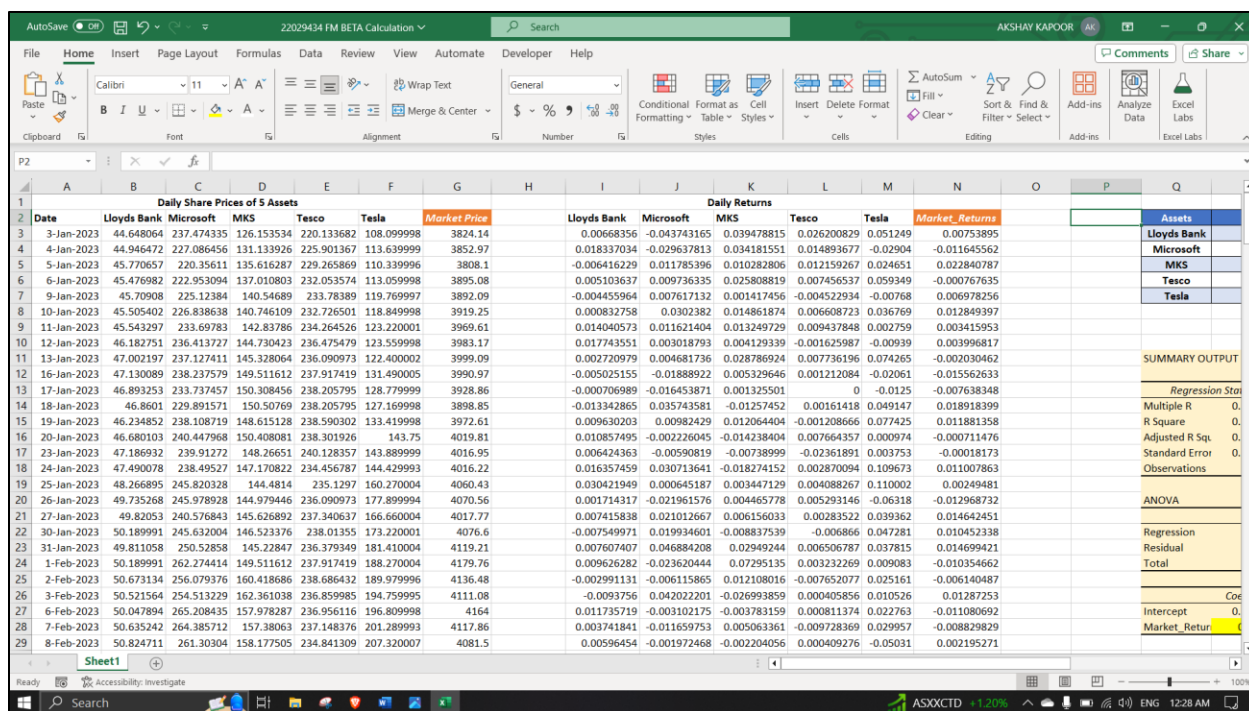 AutoSave Off 22029434 FM BETA Calculation Search AKSHAY KAPOOR AK
File Home Insert Page Layout Formulas Data Review View Automate Developer Help Comments Share
Paste Calibri 11 Wrap Text General Conditional Format as Cell Insert Delete Format AutoSum Sort & Find & Add-ins Analyze Excel
B I U Merge & Center $ % Formatting Table Styles Fill Clear Filter Select Data Labs
Clipboard Font Alignment Number Styles Cells Editing Add-ins Excel Labs
P2 fx
A B C D E F G H I J K L M N O P Q
1 Daily Share Prices of 5 Assets Daily Returns
2 Date Lloyds Bank Microsoft MKS Tesco Tesla Market Price Lloyds Bank Microsoft MKS Tesco Tesla Market_Returns Assets
3 3-Jan-2023 44.648064 237.474335 126.153534 220.133682 108.099998 3824.14 0.00668356 -0.043743165 0.039478815 0.026200829 0.051249 0.00753895 Lloyds Bank
4 4-Jan-2023 44.946472 227.086456 131.133926 225.901367 113.639999 3852.97 0.018337034 -0.029637813 0.034181551 0.014893677 -0.02904 -0.011645562 Microsoft
5 5-Jan-2023 45.770657 220.35611 135.616287 229.265869 110.339996 3808.1 -0.006416229 0.011785396 0.010282806 0.012159267 0.024651 0.022840787 MKS
6 6-Jan-2023 45.476982 222.953094 137.010803 232.053574 113.059998 3895.08 0.005103637 0.009736335 0.025808819 0.007456537 0.059349 -0.000767635 Tesco
7 9-Jan-2023 45.70908 225.12384 140.54689 233.78389 119.769997 3892.09 -0.004455964 0.007617132 0.001417456 -0.004522934 -0.00768 0.006978256 Tesla
8 10-Jan-2023 45.505402 226.838638 140.746109 232.726501 118.849998 3919.25 0.000832758 0.0302382 0.014861874 0.006608723 0.036769 0.012849397
9 11-Jan-2023 45.543297 233.69783 142.83786 234.264526 123.220001 3969.61 0.014040573 0.011621404 0.013249729 0.009437848 0.002759 0.003415953
10 12-Jan-2023 46.182751 236.413727 144.730423 236.475479 123.559998 3983.17 0.017743551 0.003018793 0.004129339 -0.001625987 -0.00939 0.003996817
11 13-Jan-2023 47.002197 237.127411 145.328064 236.090973 122.400002 3999.09 0.002720979 0.004681736 0.028786924 0.007736196 0.074265 -0.002030462 SUMMARY OUTPUT
12 16-Jan-2023 47.130089 238.237579 149.511612 237.917419 131.490005 3990.97 -0.005025155 -0.01888922 0.005329646 0.001212084 -0.02061 -0.015562633
13 17-Jan-2023 46.893253 233.737457 150.308456 238.205795 128.779999 3928.86 -0.000706989 -0.016453871 0.001325501 0 -0.0125 -0.007638348 Regression Stat
14 18-Jan-2023 46.8601 229.891571 150.50769 238.205795 127.169998 3898.85 -0.013342865 0.035743581 -0.01257452 0.00161418 0.049147 0.018918399 Multiple R 0.
15 19-Jan-2023 46.234852 238.108719 148.615128 238.590302 133.419998 3972.61 0.009630203 0.00982429 0.012064404 -0.001208666 0.077425 0.011881358 R Square 0.
16 20-Jan-2023 46.680103 240.447968 150.408081 238.301926 143.75 4019.81 0.010857495 -0.002226045 -0.014238404 0.007664357 0.000974 -0.000711476 Adjusted R Squ 0.
17 23-Jan-2023 47.186932 239.91272 148.26651 240.128357 143.889999 4016.95 0.006424363 -0.00590819 -0.00738999 -0.02361891 0.003753 -0.00018173 Standard Error 0.
18 24-Jan-2023 47.490078 238.49527 147.170822 234.456787 144.429993 4016.22 0.016357459 0.030713641 -0.018274152 0.002870094 0.109673 0.011007863 Observations
19 25-Jan-2023 48.266895 245.820328 144.4814 235.1297 160.270004 4060.43 0.030421949 0.000645187 0.003447129 0.004088267 0.110002 0.00249481
20 26-Jan-2023 49.735268 245.978928 144.979446 236.090973 177.899994 4070.56 0.001714317 -0.021961576 0.004465778 0.005293146 -0.06318 -0.012968732 ANOVA
21 27-Jan-2023 49.82053 240.576843 145.626892 237.340637 166.660004 4017.77 0.007415838 0.021012667 0.006156033 0.00283522 0.039362 0.014642451
22 30-Jan-2023 50.189991 245.632004 146.523376 238.01355 173.220001 4076.6 -0.007549971 0.019934601 -0.008837539 -0.006866 0.047281 0.010452338 Regression
23 31-Jan-2023 49.811058 250.52858 145.22847 236.379349 181.410004 4119.21 0.007607407 0.046884208 0.02949244 0.006506787 0.037815 0.014699421 Residual
24 1-Feb-2023 50.189991 262.274414 149.511612 237.917419 188.270004 4179.76 0.009626282 -0.023620444 0.07295135 0.003232269 0.009083 -0.010354662 Total
25 2-Feb-2023 50.673134 256.079376 160.418686 238.686432 189.979996 4136.48 -0.002991131 -0.006115865 0.012108016 -0.007652077 0.025161 -0.006140487
26 3-Feb-2023 50.521564 254.513229 162.361038 236.859985 194.759995 4111.08 -0.0093756 0.042022201 -0.026993859 0.000405856 0.010526 0.01287253 Coe
27 6-Feb-2023 50.047894 265.208435 157.978287 236.956116 196.809998 4164 0.011735719 -0.003102175 -0.003783159 0.000811374 0.022763 -0.011080692 Intercept 0.
28 7-Feb-2023 50.635242 264.385712 157.38063 237.148376 201.289993 4117.86 0.003741841 -0.011659753 0.005063361 -0.009728369 0.029957 -0.008829829 Market_Retur
29 8-Feb-2023 50.824711 261.30304 158.177505 234.841309 207.320007 4081.5 0.00596454 -0.001972468 -0.002204056 0.000409276 -0.05031 0.002195271
Sheet1
Ready Accessibility: Investigate 100%
Search ASXXCTD +1.20% ENG 12:28 AM